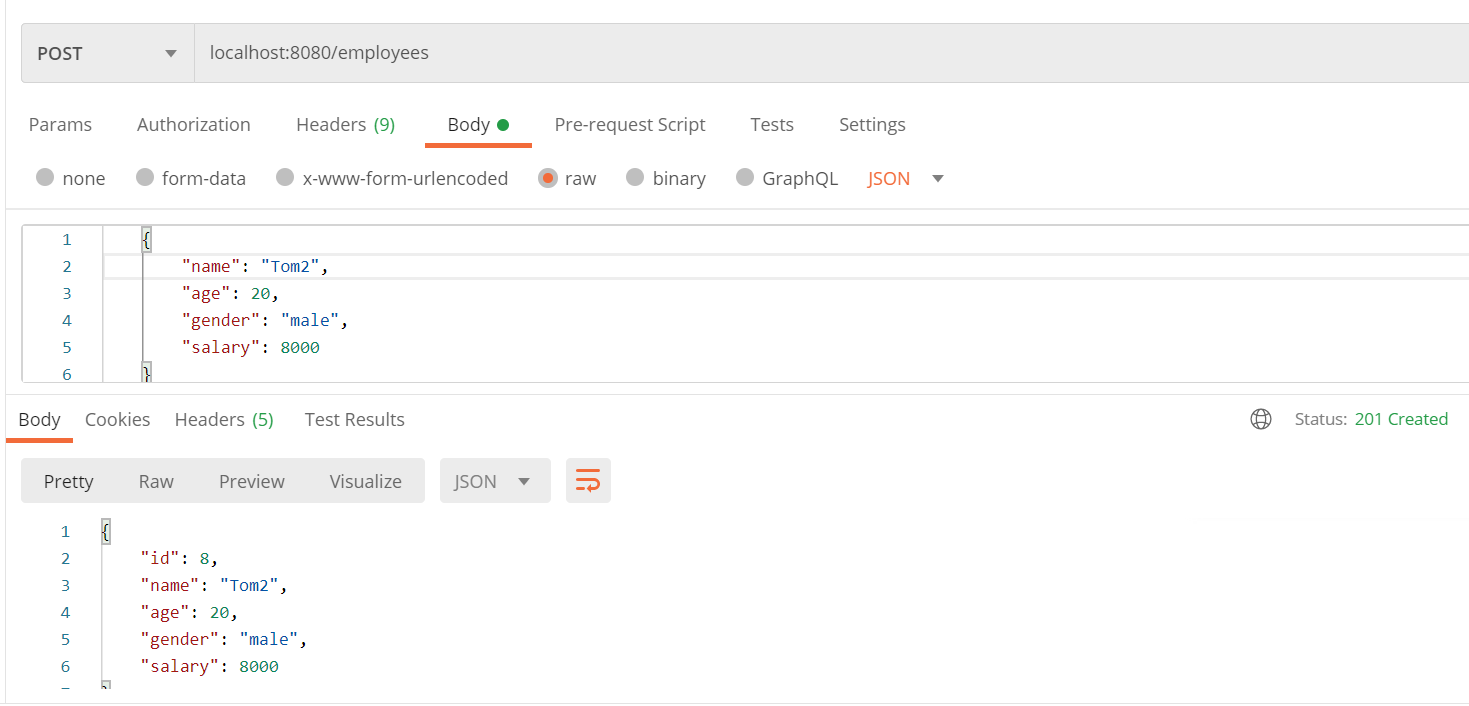 POST localhost:8080/employees
Params Authorization Headers (9) Body Pre-request Script Tests Settings
none form-data x-www-form-urlencoded raw binary GraphQL JSON
1 {
2 "name": "Tom2",
3 "age": 20,
4 "gender": "male",
5 "salary": 8000
6 }
Body Cookies Headers (5) Test Results Status: 201 Created
Pretty Raw Preview Visualize JSON
1 {
2 "id": 8,
3 "name": "Tom2",
4 "age": 20,
5 "gender": "male",
6 "salary": 8000